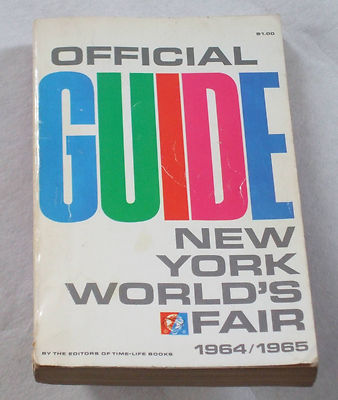 $1.00
OFFICIAL
GUIDE
NEW
YORK
WORLD'S
FAIR
1964/1965
BY THE EDITORS OF TIME-LIFE BOOKS